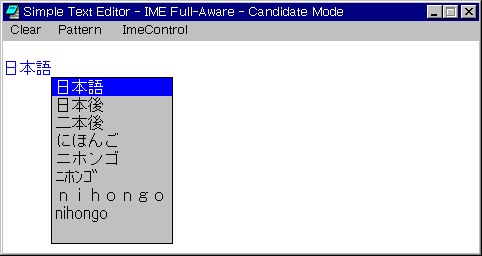 Simple Text Editor - IME Full-Aware - Candidate Mode
Clear Pattern ImeControl
日本語
日本語
日本後
二本後
にほんご
ニホンゴ
ﾆﾎﾝｺﾞ
ｎｉｈｏｎｇｏ
nihongo